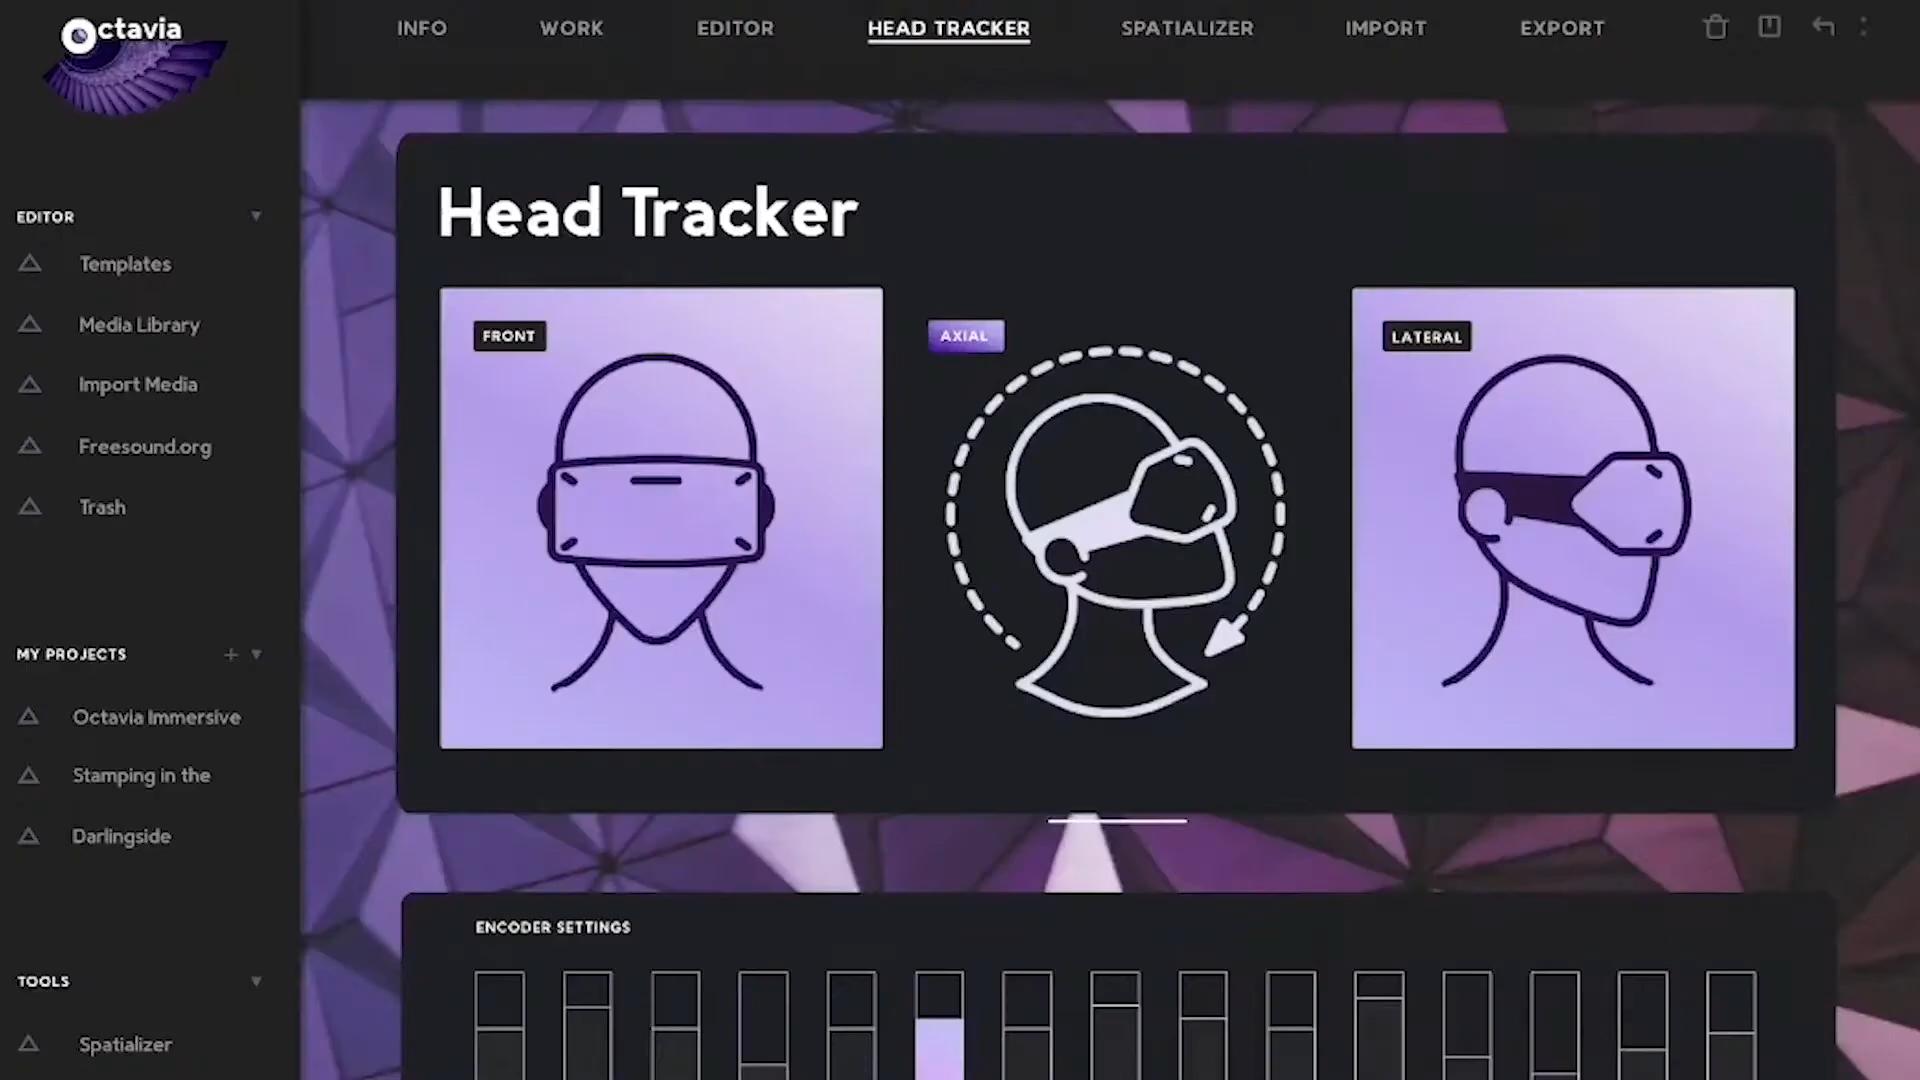 Octavia
INFO WORK EDITOR HEAD TRACKER SPATIALIZER IMPORT EXPORT
EDITOR
Templates
Media Library
Import Media
Freesound.org
Trash
MY PROJECTS
Octavia Immersive
Stamping in the
Darlingside
TOOLS
Spatializer
Head Tracker
FRONT
AXIAL
LATERAL
ENCODER SETTINGS